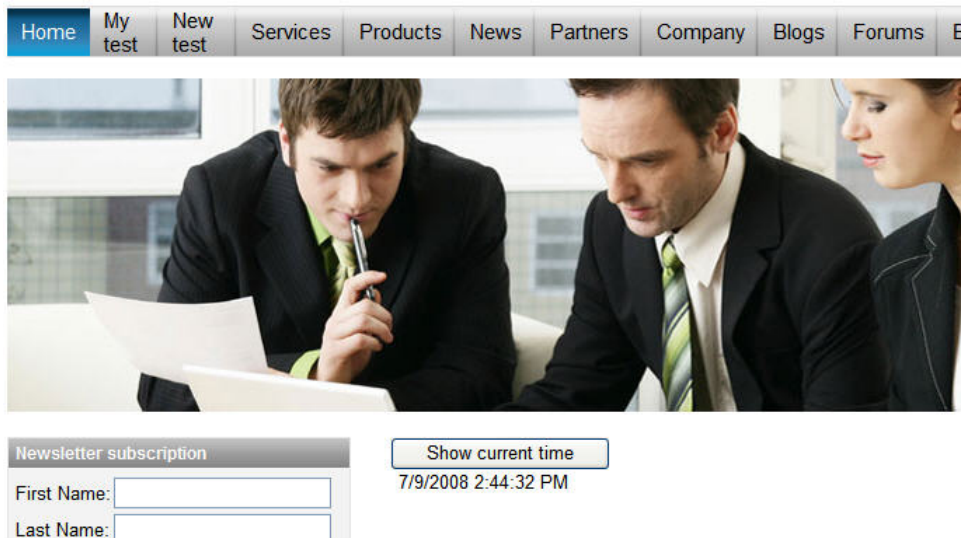 Home My test New test Services Products News Partners Company Blogs Forums
Newsletter subscription
Show current time
First Name:
7/9/2008 2:44:32 PM
Last Name: